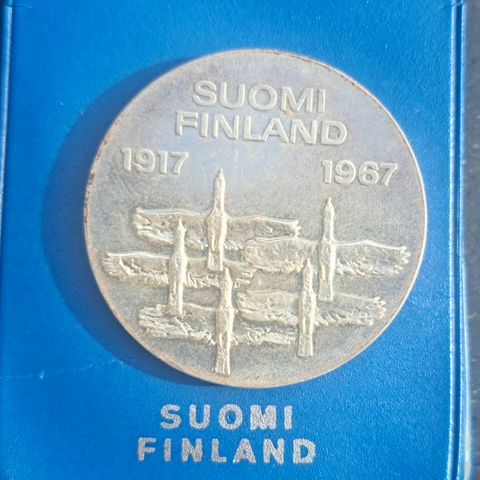 SUOMI
FINLAND
1917 1967
SUOMI
FINLAND